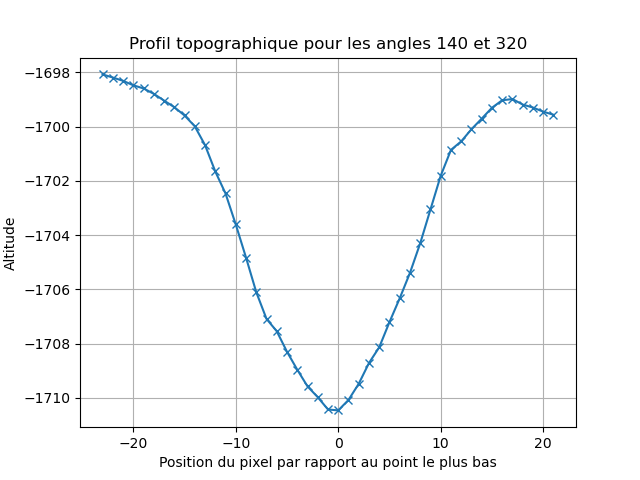 Profil topographique pour les angles 140 et 320
Altitude
−1698
−1700
−1702
−1704
−1706
−1708
−1710
−20 −10 0 10 20
Position du pixel par rapport au point le plus bas